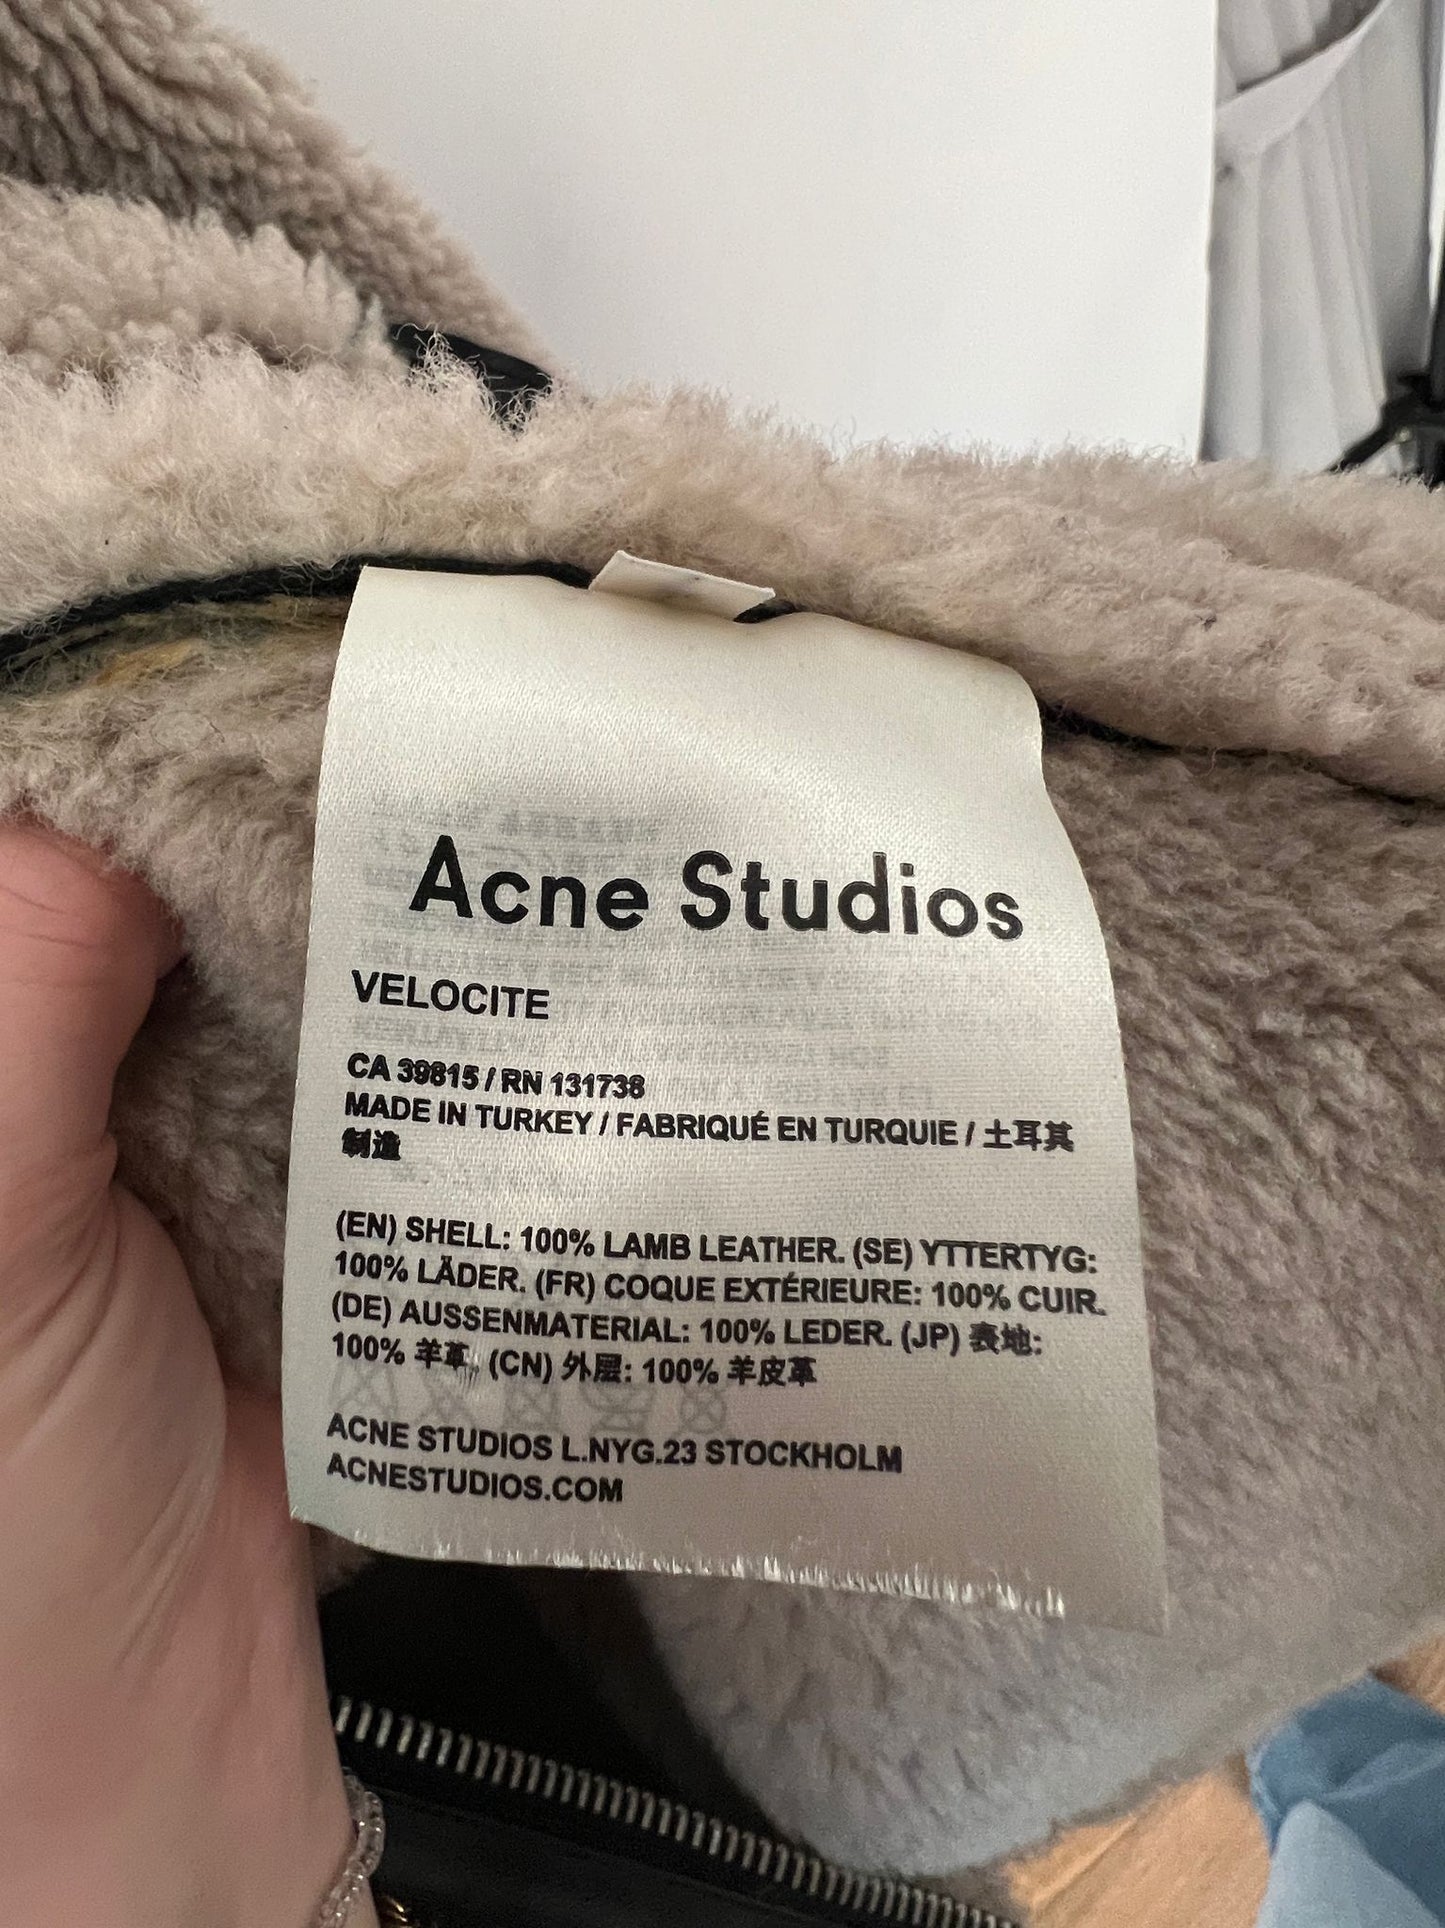 Acne Studios
VELOCITE
CA 39815 / RN 131738
MADE IN TURKEY / FABRIQUÉ EN TURQUIE / 土耳其
制造
(EN) SHELL: 100% LAMB LEATHER. (SE) YTTERTYG:
100% LÄDER. (FR) COQUE EXTÉRIEURE: 100% CUIR.
(DE) AUSSENMATERIAL: 100% LEDER. (JP) 表地:
100% 羊革, (CN) 外层: 100% 羊皮革
ACNE STUDIOS L.NYG.23 STOCKHOLM
ACNESTUDIOS.COM